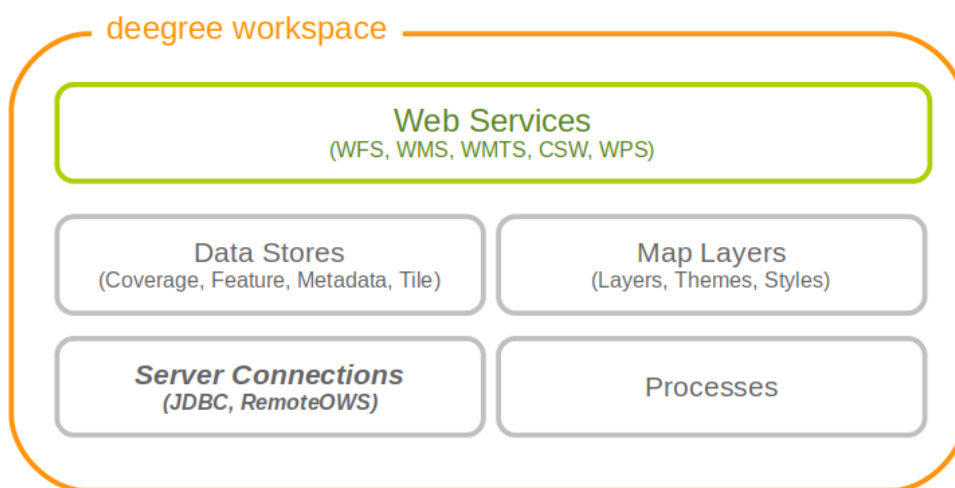 deegree workspace
Web Services
(WFS, WMS, WMTS, CSW, WPS)
Data Stores
(Coverage, Feature, Metadata, Tile)
Map Layers
(Layers, Themes, Styles)
Server Connections
(JDBC, RemoteOWS)
Processes